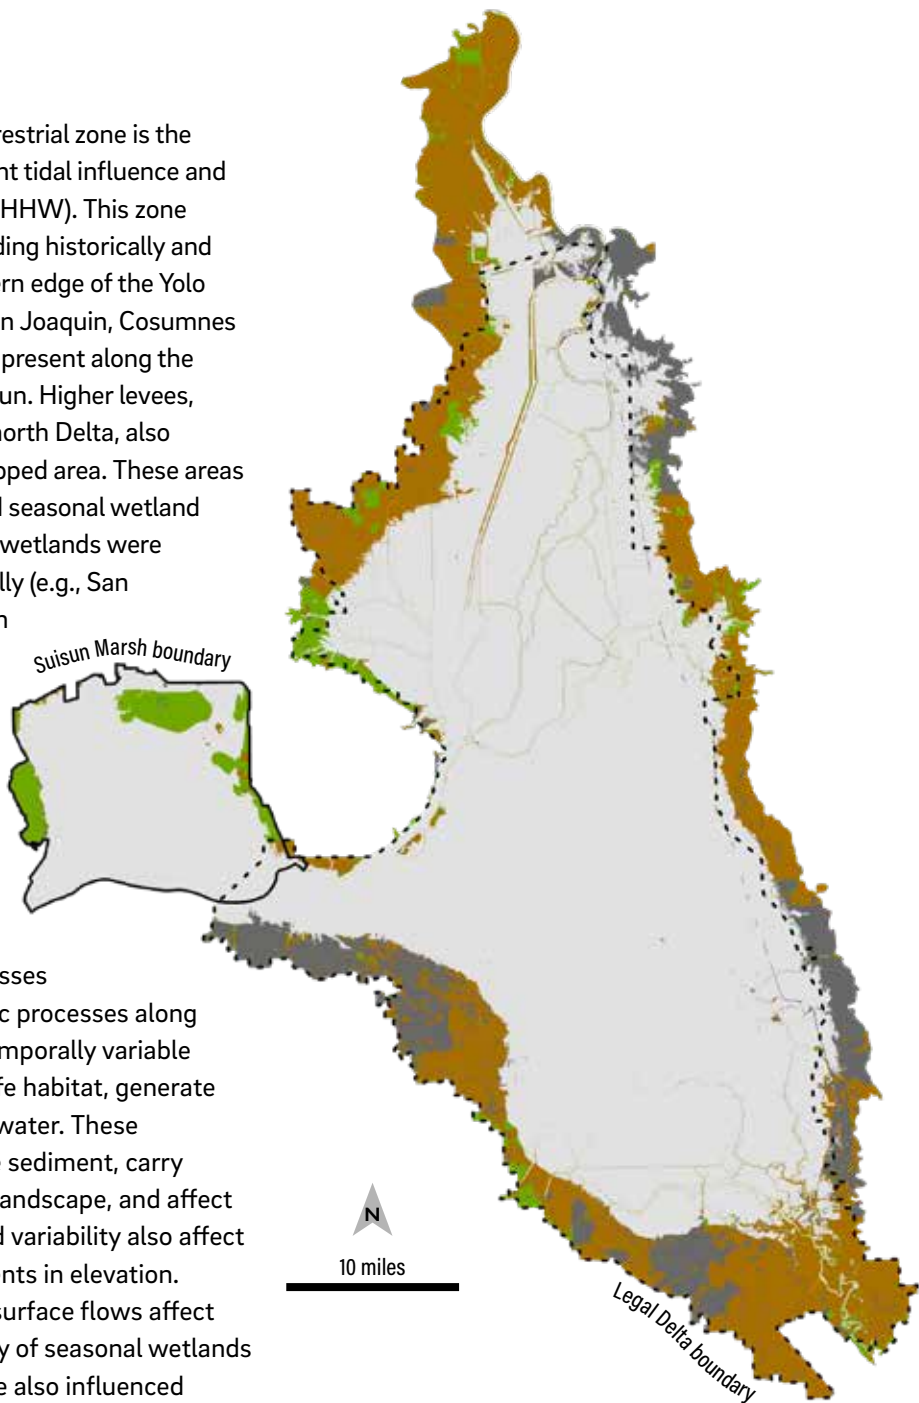 restrial zone is the
nt tidal influence and
HHW). This zone
ding historically and
rn edge of the Yolo
n Joaquin, Cosumnes
present along the
un. Higher levees,
north Delta, also
pped area. These areas
d seasonal wetland
wetlands were
lly (e.g., San
n
Suisun Marsh boundary
sses
c processes along
mporally variable
fe habitat, generate
water. These
e sediment, carry
andscape, and affect
d variability also affect
ents in elevation.
surface flows affect
y of seasonal wetlands
e also influenced
N
10 miles
Legal Delta boundary